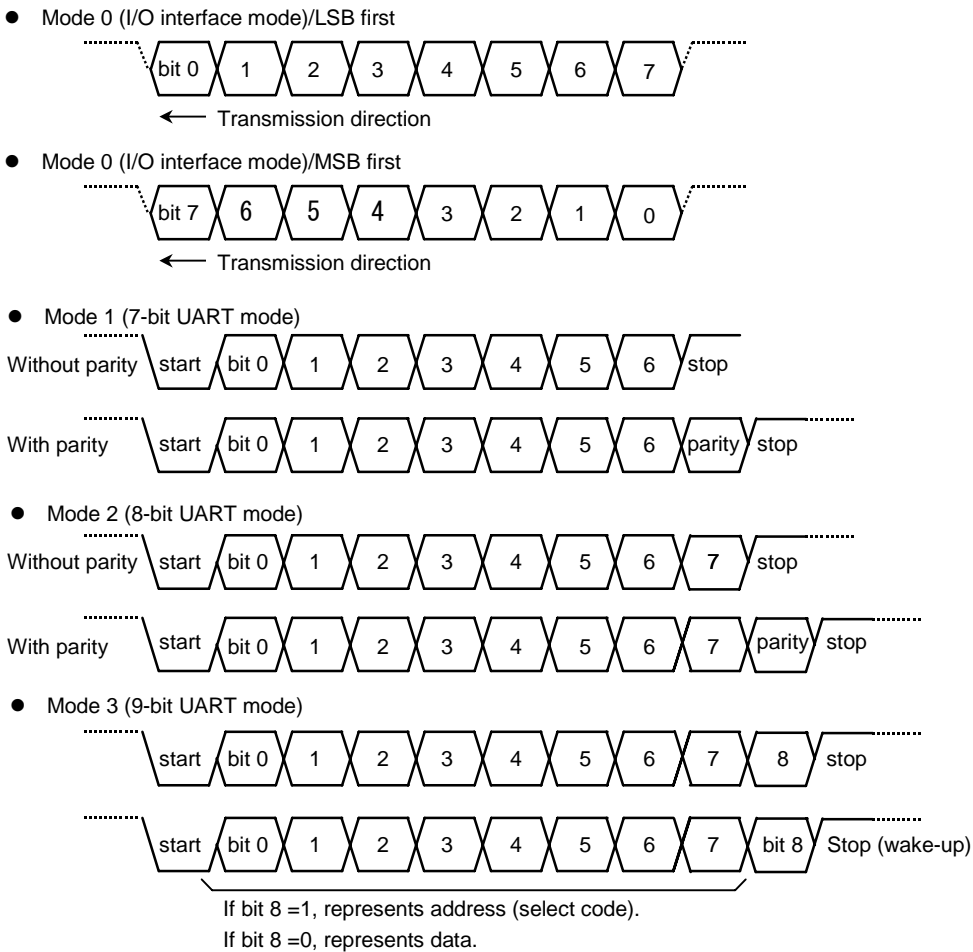 ● Mode 0 (I/O interface mode)/LSB first
bit 0 1 2 3 4 5 6 7
Transmission direction
● Mode 0 (I/O interface mode)/MSB first
bit 7 6 5 4 3 2 1 0
Transmission direction
● Mode 1 (7-bit UART mode)
Without parity start bit 0 1 2 3 4 5 6 stop
With parity start bit 0 1 2 3 4 5 6 parity stop
● Mode 2 (8-bit UART mode)
Without parity start bit 0 1 2 3 4 5 6 7 stop
With parity start bit 0 1 2 3 4 5 6 7 parity stop
● Mode 3 (9-bit UART mode)
start bit 0 1 2 3 4 5 6 7 8 stop
start bit 0 1 2 3 4 5 6 7 bit 8 Stop (wake-up)
If bit 8 =1, represents address (select code).
If bit 8 =0, represents data.